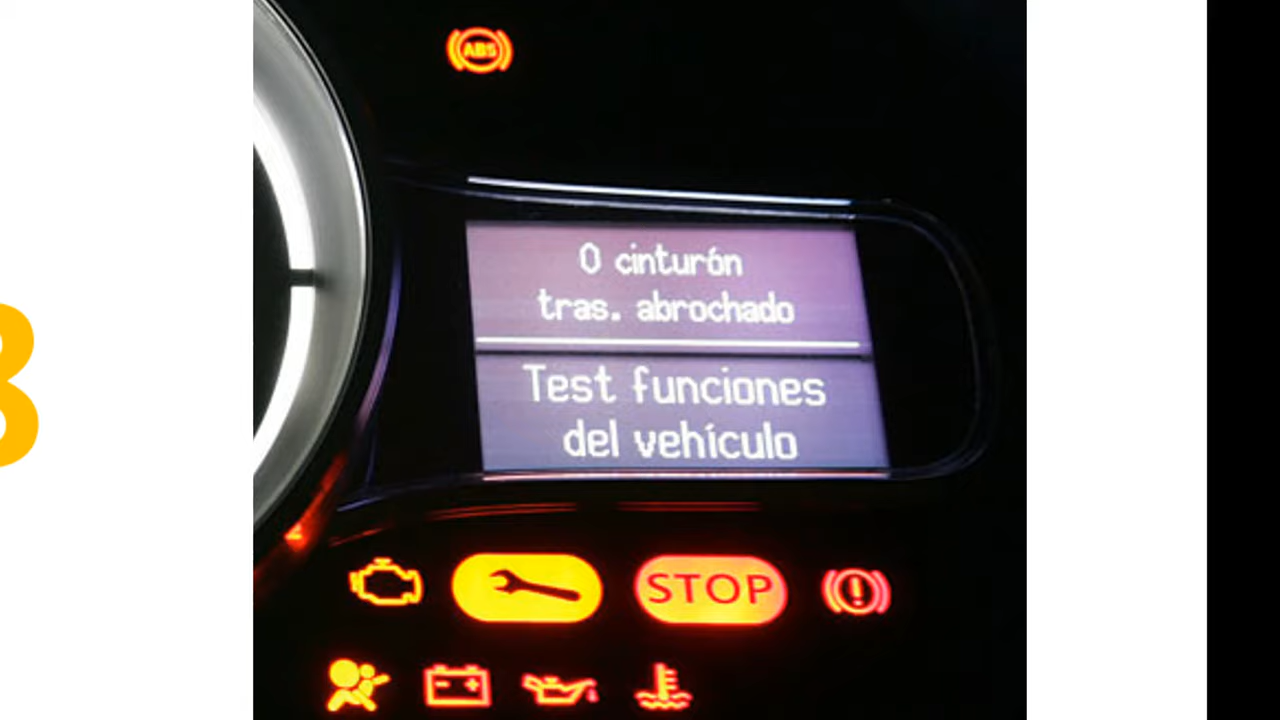 ABS
0 cinturón
tras. abrochado
Test funciones
del vehículo
STOP